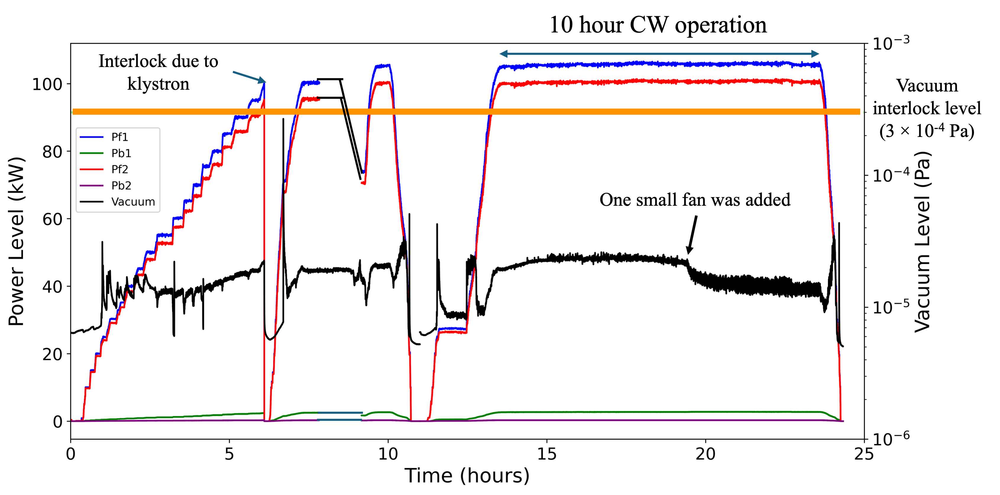 10 hour CW operation
Interlock due to
klystron
Vacuum
interlock level
(3 × 10-4 Pa)
One small fan was added
Pf1
Pb1
Pf2
Pb2
Vacuum
Power Level (kW)
100
80
60
40
20
0
Vacuum Level (Pa)
10−3
10−4
10−5
10−6
0
5
10
15
20
25
Time (hours)